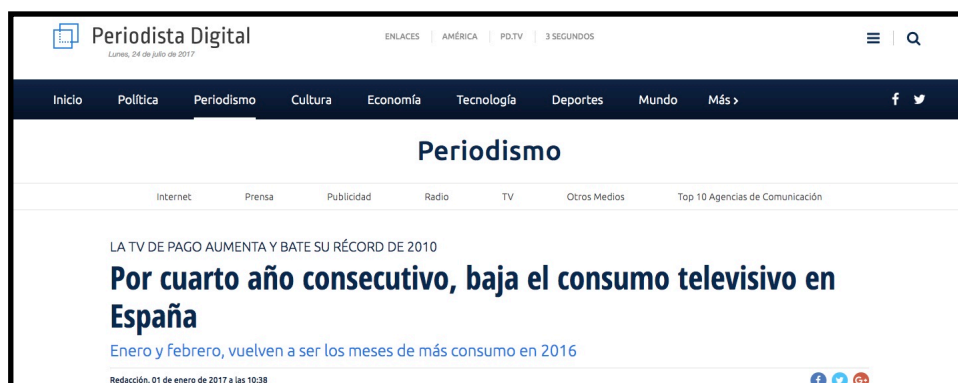 Periodista Digital
Lunes, 24 de julio de 2017
ENLACES AMÉRICA PD.TV 3 SEGUNDOS
Inicio Política Periodismo Cultura Economía Tecnología Deportes Mundo Más >
Periodismo
Internet Prensa Publicidad Radio TV Otros Medios Top 10 Agencias de Comunicación
LA TV DE PAGO AUMENTA Y BATE SU RÉCORD DE 2010
Por cuarto año consecutivo, baja el consumo televisivo en
España
Enero y febrero, vuelven a ser los meses de más consumo en 2016
Redacción, 01 de enero de 2017 a las 10:38